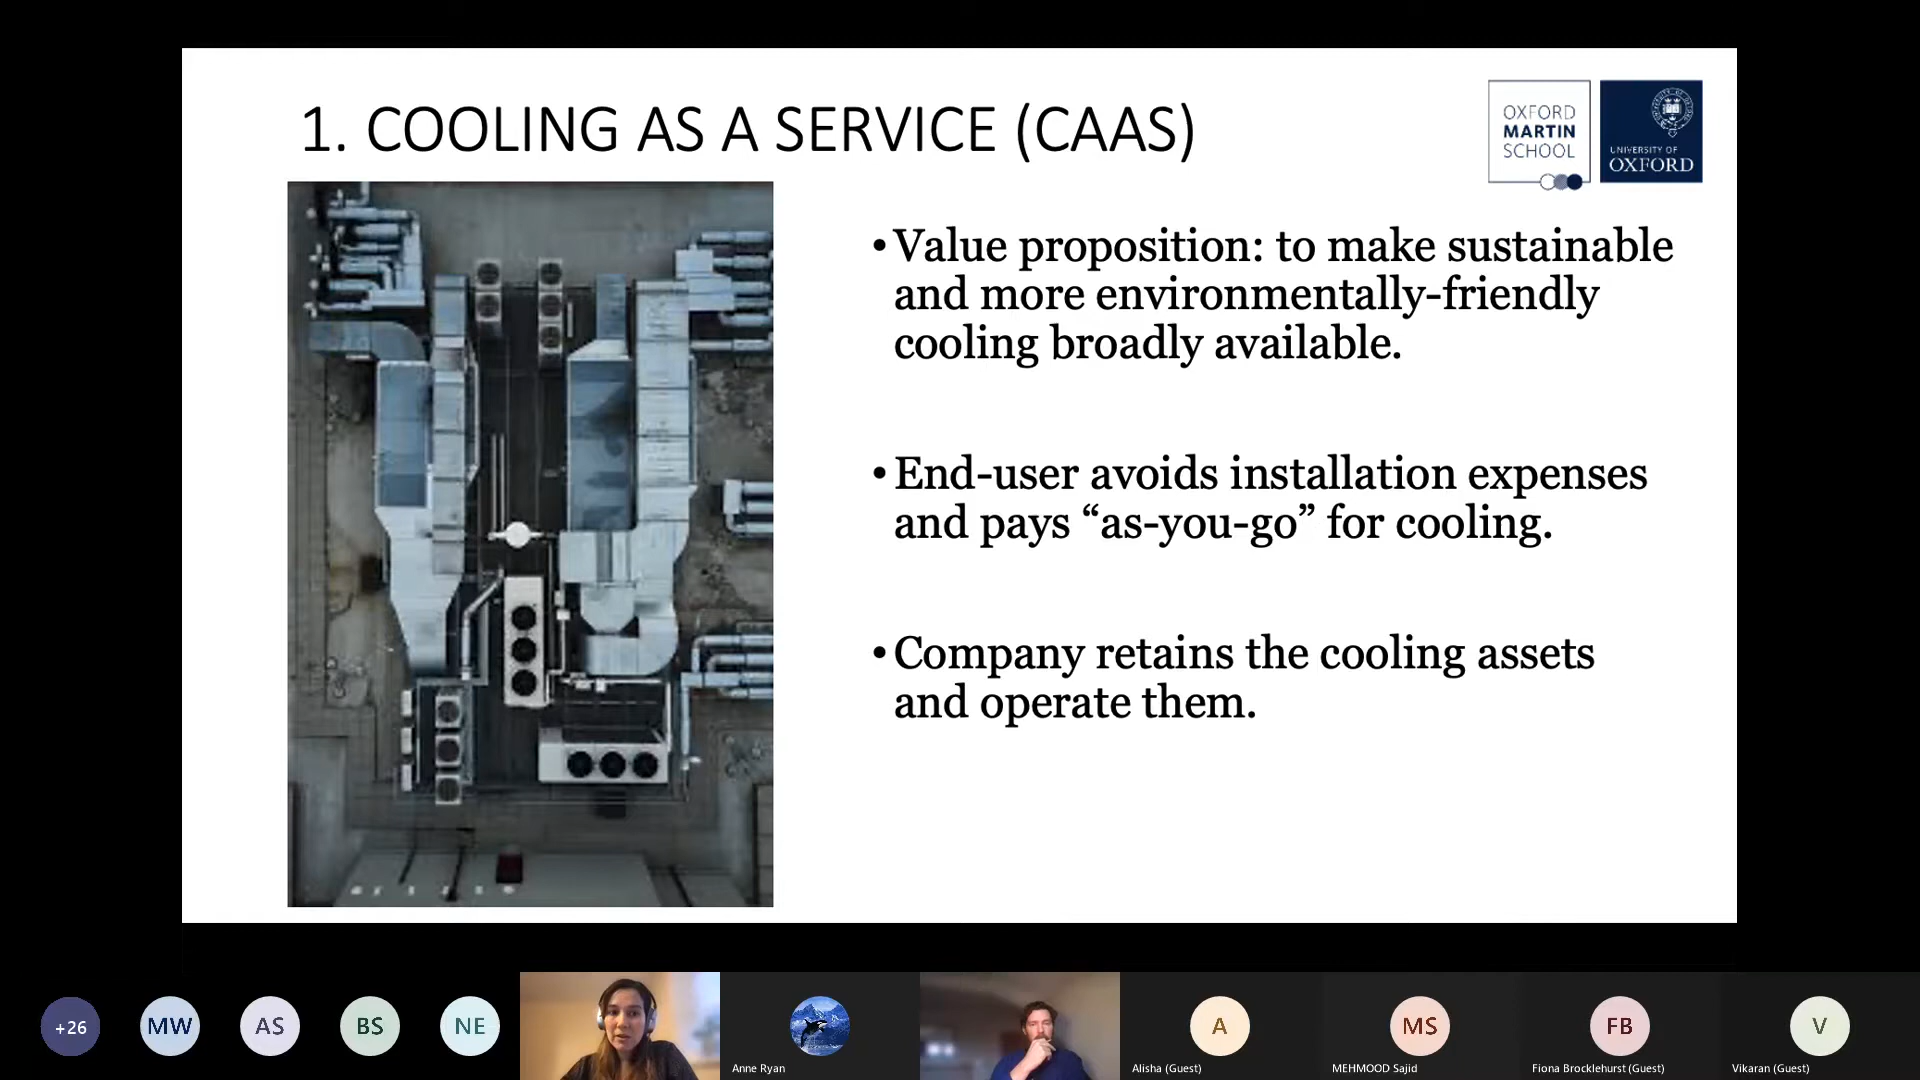 1. COOLING AS A SERVICE (CAAS)
OXFORD
MARTIN
SCHOOL
UNIVERSITY OF
OXFORD
• Value proposition: to make sustainable
and more environmentally-friendly
cooling broadly available.
• End-user avoids installation expenses
and pays “as-you-go” for cooling.
• Company retains the cooling assets
and operate them.
+26
MW
AS
BS
NE
Anne Ryan
A
Alisha (Guest)
MS
MEHMOOD Sajid
FB
Fiona Brocklehurst (Guest)
V
Vikaran (Guest)